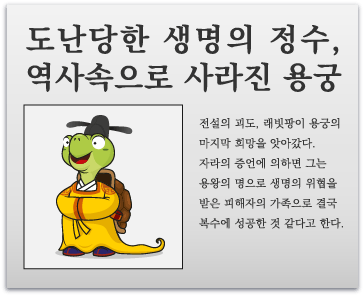 도난당한 생명의 정수,
역사속으로 사라진 용궁
전설의 괴도, 래빗팡이 용궁의
마지막 희망을 앗아갔다.
자라의 증언에 의하면 그는
용왕의 명으로 생명의 위협을
받은 피해자의 가족으로 결국
복수에 성공한 것 같다고 한다.